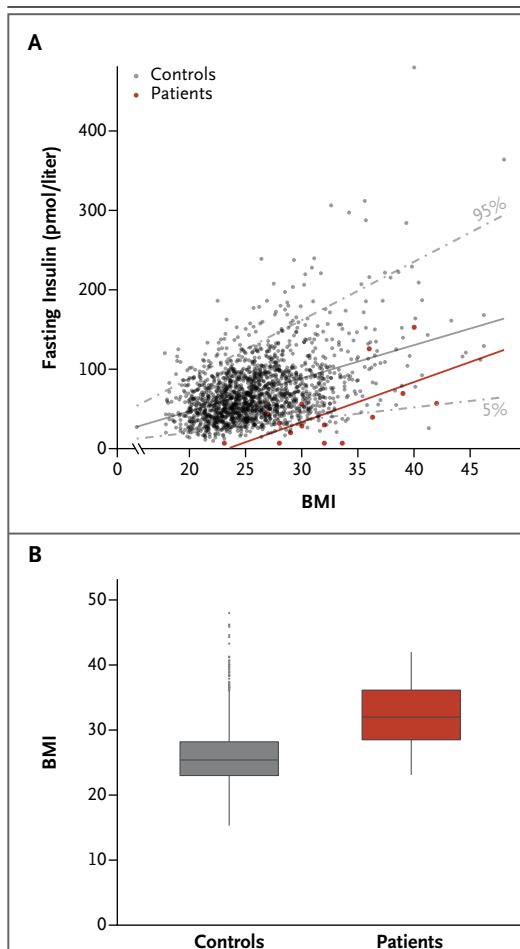 A
Controls
Patients
Fasting Insulin (pmol/liter)
400
300
200
100
0
95%
5%
0 20 25 30 35 40 45
BMI
B
BMI
50
40
30
20
10
0
Controls Patients